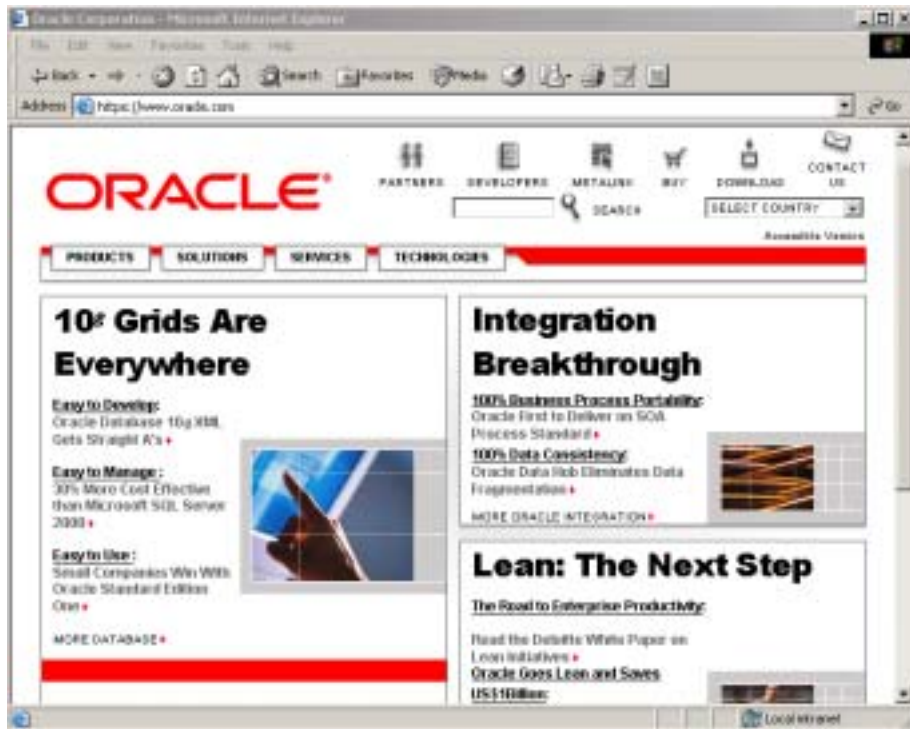 Oracle Corporation - Microsoft Internet Explorer
File Edit View Favorites Tools Help
Back Search Favorites Media
Address https://www.oracle.com Go
PARTNERS DEVELOPERS METALINK BUY DOWNLOAD CONTACT US
ORACLE
SEARCH SELECT COUNTRY
Accessible Version
PRODUCTS SOLUTIONS SERVICES TECHNOLOGIES
10g Grids Are
Everywhere
Easy to Develop:
Oracle Database 10g XML
Gets Straight A's
Easy to Manage:
30% More Cost Effective
than Microsoft SQL Server
2000
Easy to Use:
Small Companies Win With
Oracle Standard Edition
One
MORE DATABASE
Integration
Breakthrough
100% Business Process Portability:
Oracle First to Deliver on SOA
Process Standard
100% Data Consistency:
Oracle Data Hub Eliminates Data
Fragmentation
MORE ORACLE INTEGRATION
Lean: The Next Step
The Road to Enterprise Productivity:
Read the Deloitte White Paper on
Lean Initiatives
Oracle Goes Lean and Saves
US$1Billion:
Local intranet